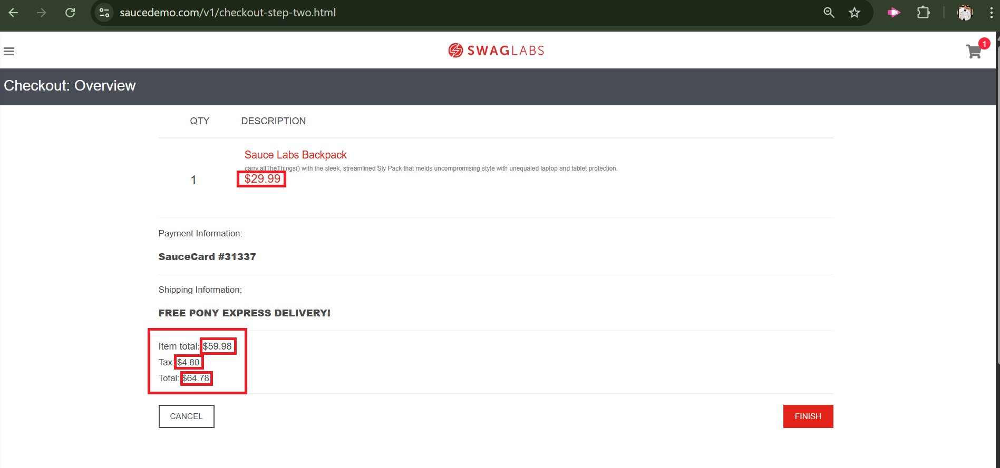 saucedemo.com/v1/checkout-step-two.html
SWAGLABS
1
Checkout: Overview
QTY DESCRIPTION
Sauce Labs Backpack
carry.allTheThings() with the sleek, streamlined Sly Pack that melds uncompromising style with unequaled laptop and tablet protection.
1 $29.99
Payment Information:
SauceCard #31337
Shipping Information:
FREE PONY EXPRESS DELIVERY!
Item total: $59.98
Tax: $4.80
Total: $64.78
CANCEL FINISH